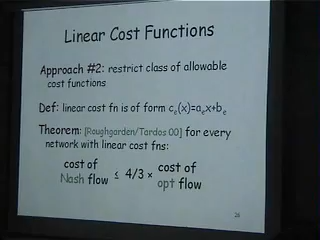 Linear Cost Functions
Approach #2: restrict class of allowable
cost functions
Def: linear cost fn is of form cₑ(x)=aₑx+bₑ
Theorem: [Roughgarden/Tardos 00] for every
network with linear cost fns:
cost of Nash flow ≤ 4/3 × cost of opt flow
26